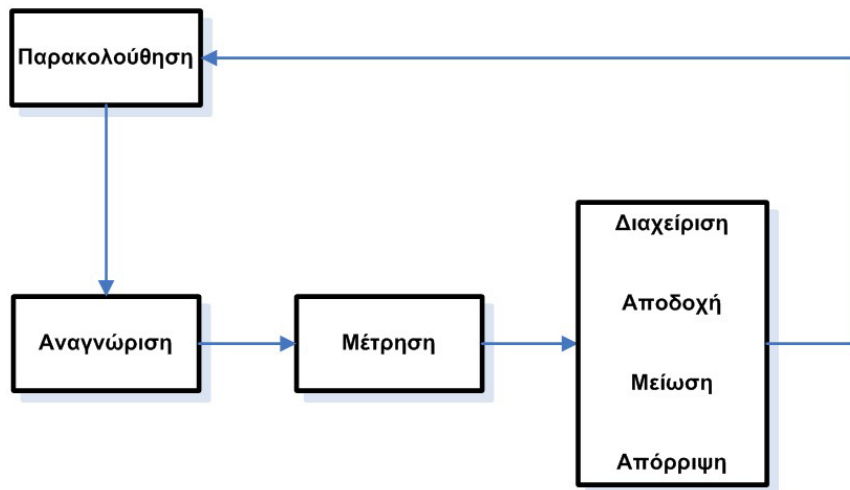 Παρακολούθηση
Αναγνώριση
Μέτρηση
Διαχείριση
Αποδοχή
Μείωση
Απόρριψη